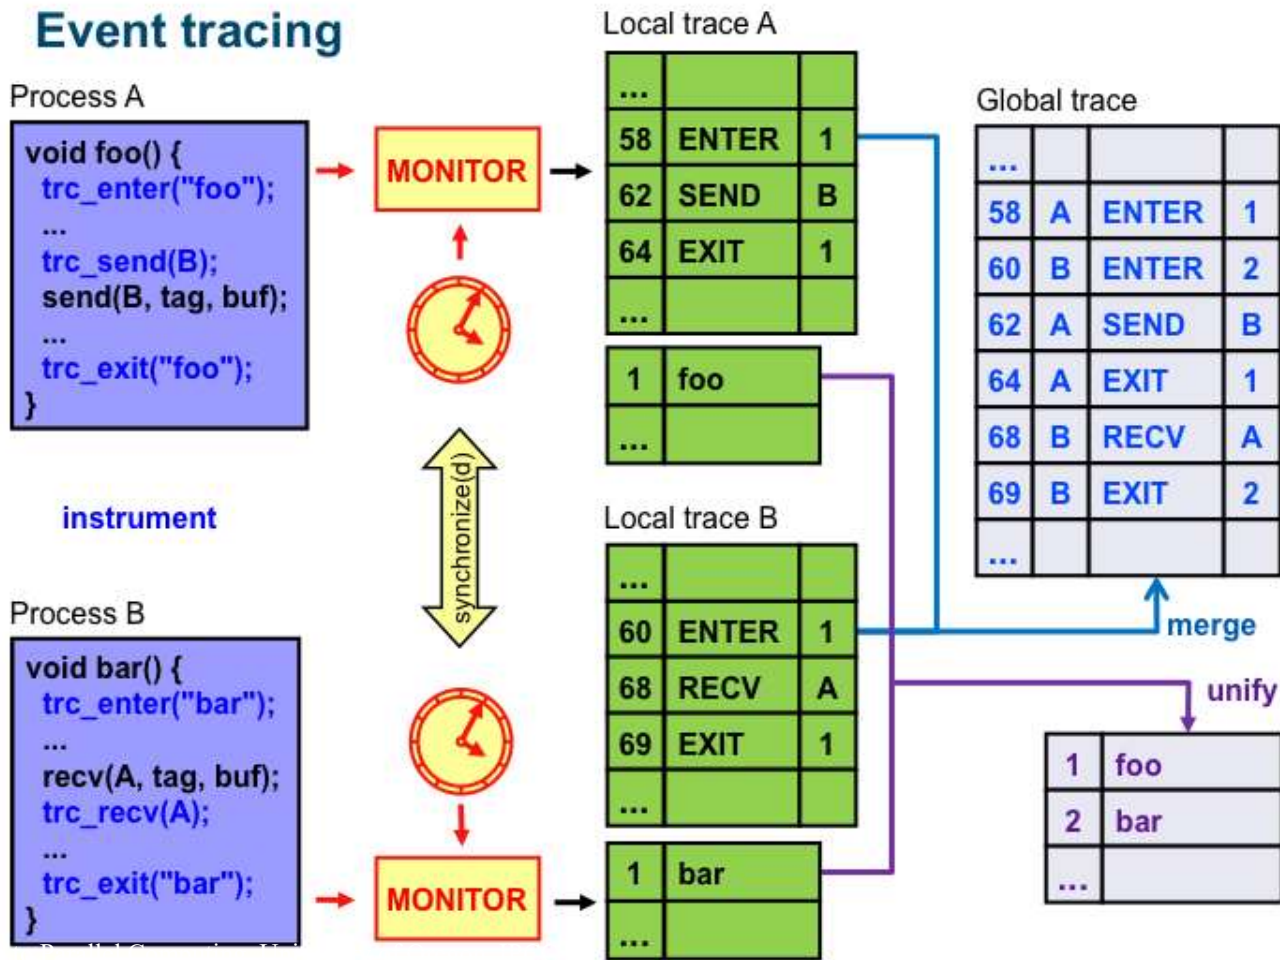 Event tracing
Process A
void foo() {
trc_enter("foo");
...
trc_send(B);
send(B, tag, buf);
...
trc_exit("foo");
}
MONITOR
synchronize(d)
instrument
Process B
void bar() {
trc_enter("bar");
...
recv(A, tag, buf);
trc_recv(A);
...
trc_exit("bar");
}
MONITOR
Local trace A
...
58 ENTER 1
62 SEND B
64 EXIT 1
...
1 foo
...
Local trace B
...
60 ENTER 1
68 RECV A
69 EXIT 1
...
1 bar
...
Global trace
...
58 A ENTER 1
60 B ENTER 2
62 A SEND B
64 A EXIT 1
68 B RECV A
69 B EXIT 2
...
merge
unify
1 foo
2 bar
...